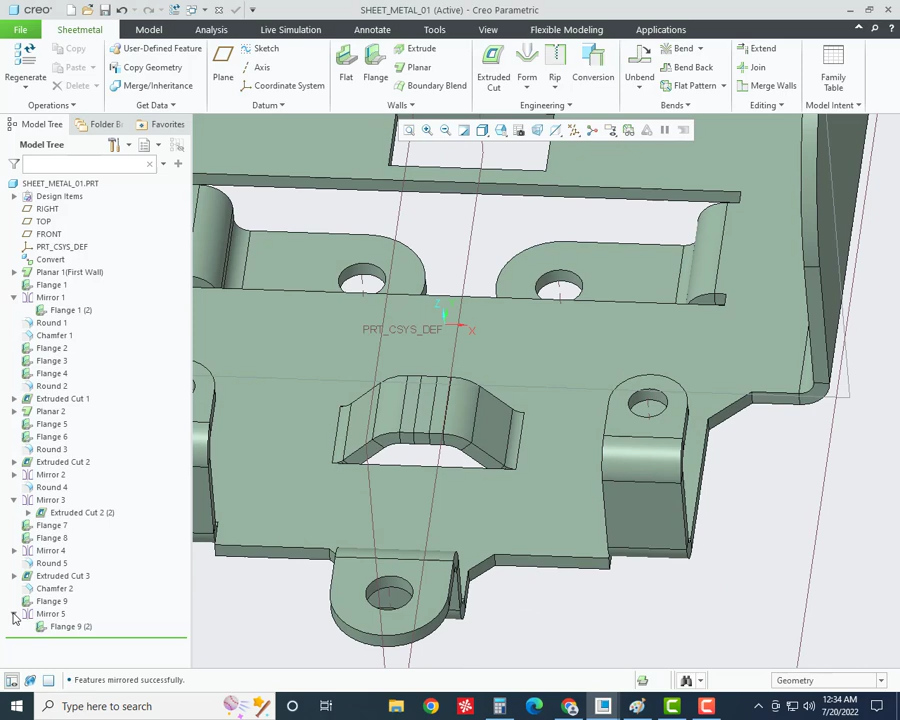 creo
SHEET_METAL_01 (Active) - Creo Parametric
File
Sheetmetal
Model
Analysis
Live Simulation
Annotate
Tools
View
Flexible Modeling
Applications
Regenerate
Copy
Paste
Delete
Operations
User-Defined Feature
Copy Geometry
Merge/Inheritance
Get Data
Plane
Sketch
Axis
Coordinate System
Datum
Flat
Flange
Extrude
Planar
Boundary Blend
Walls
Extruded Cut
Form
Rip
Conversion
Engineering
Unbend
Bend
Bend Back
Flat Pattern
Bends
Extend
Join
Merge Walls
Editing
Family Table
Model Intent
Model Tree
Folder B
Favorites
Model Tree
SHEET_METAL_01.PRT
Design Items
RIGHT
TOP
FRONT
PRT_CSYS_DEF
Convert
Planar 1(First Wall)
Flange 1
Mirror 1
Flange 1 (2)
Round 1
Chamfer 1
Flange 2
Flange 3
Flange 4
Round 2
Extruded Cut 1
Planar 2
Flange 5
Flange 6
Round 3
Extruded Cut 2
Mirror 2
Round 4
Mirror 3
Extruded Cut 2 (2)
Flange 7
Flange 8
Mirror 4
Round 5
Extruded Cut 3
Chamfer 2
Flange 9
Mirror 5
Flange 9 (2)
Z
X
PRT_CSYS_DEF
• Features mirrored successfully.
Geometry
Type here to search
12:34 AM
7/20/2022